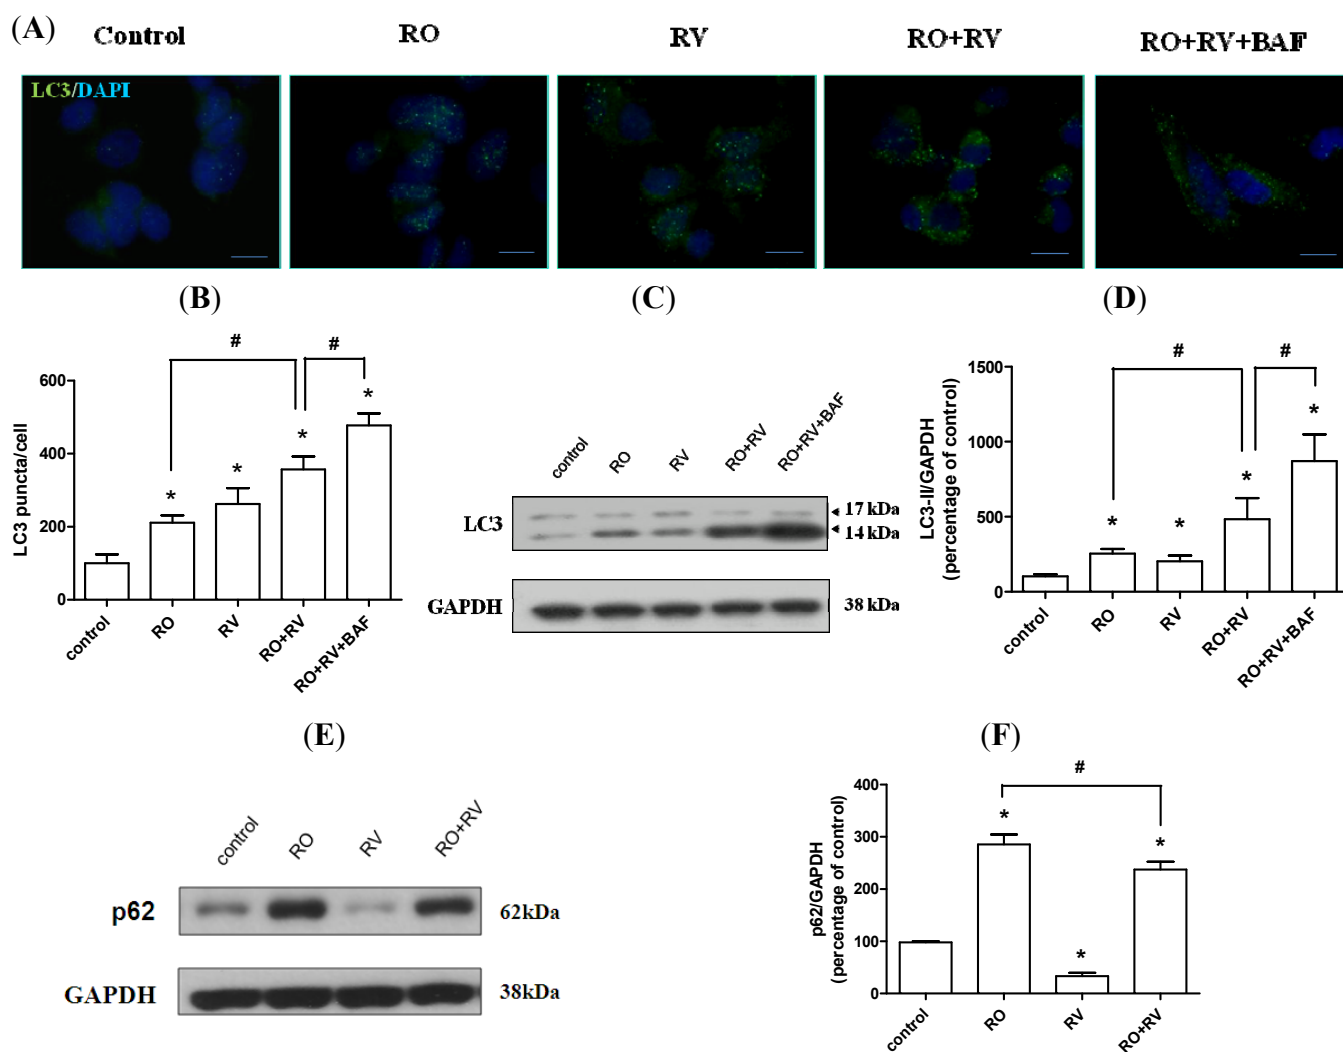 (A) Control RO RV RO+RV RO+RV+BAF
LC3/DAPI
(B) (C) (D)
# #
LC3 puncta/cell
600
400
200
0
* * * *
control RO RV RO+RV RO+RV+BAF
control RO RV RO+RV RO+RV+BAF
LC3
17 kDa
14 kDa
GAPDH
38 kDa
# #
LC3-II/GAPDH
(percentage of control)
1500
1000
500
0
* * * *
control RO RV RO+RV RO+RV+BAF
(E) (F)
control RO RV RO+RV
p62
62kDa
GAPDH
38kDa
#
p62/GAPDH
(percentage of control)
400
300
200
100
0
* * *
control RO RV RO+RV